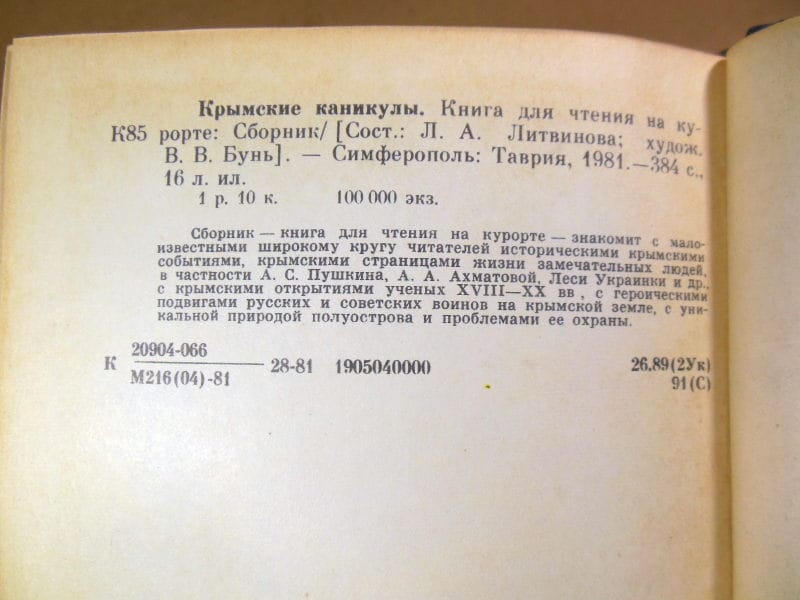 Крымские каникулы. Книга для чтения на ку-
К85 рорте: Сборник/ [Сост.: Л. А. Литвинова; худож.
В. В. Бунь]. — Симферополь: Таврия, 1981.—384 с.,
16 л. ил.
1 р. 10 к. 100 000 экз.
Сборник — книга для чтения на курорте — знакомит с мало-
известными широкому кругу читателей историческими крымскими
событиями, крымскими страницами жизни замечательных людей,
в частности А. С. Пушкина, А. А. Ахматовой, Леси Украинки и др.,
с крымскими открытиями ученых XVIII—XX вв , с героическими
подвигами русских и советских воинов на крымской земле, с уни-
кальной природой полуострова и проблемами ее охраны.
20904-066
К 28-81 1905040000 26.89(2Ук)
М216(04)-81 91(С)